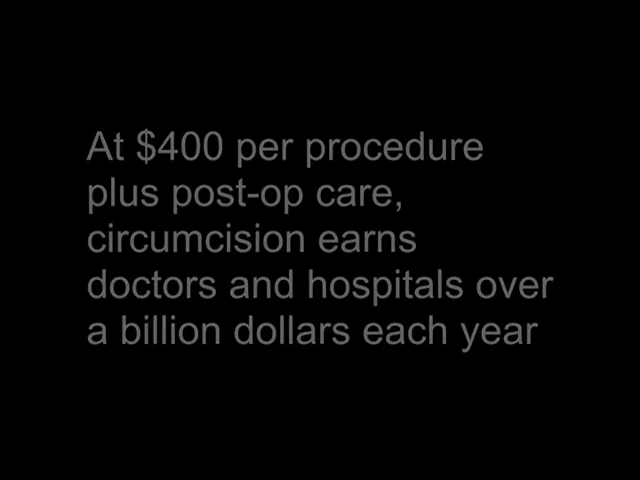 At $400 per procedure
plus post-op care,
circumcision earns
doctors and hospitals over
a billion dollars each year